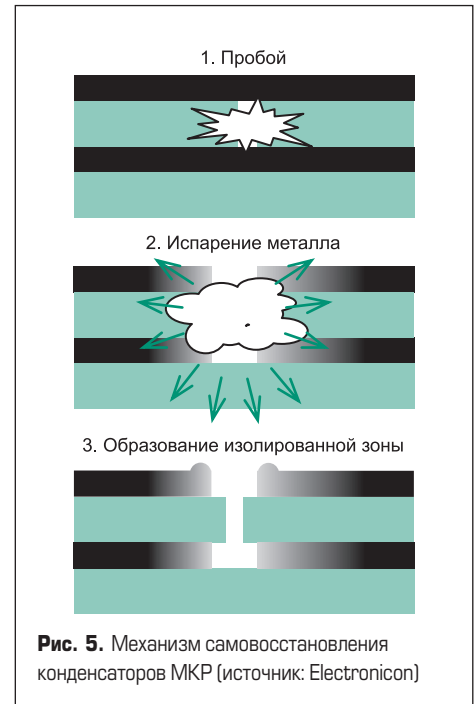 1. Пробой
2. Испарение металла
3. Образование изолированной зоны
Рис. 5. Механизм самовосстановления
конденсаторов МКР (источник: Electronicon)